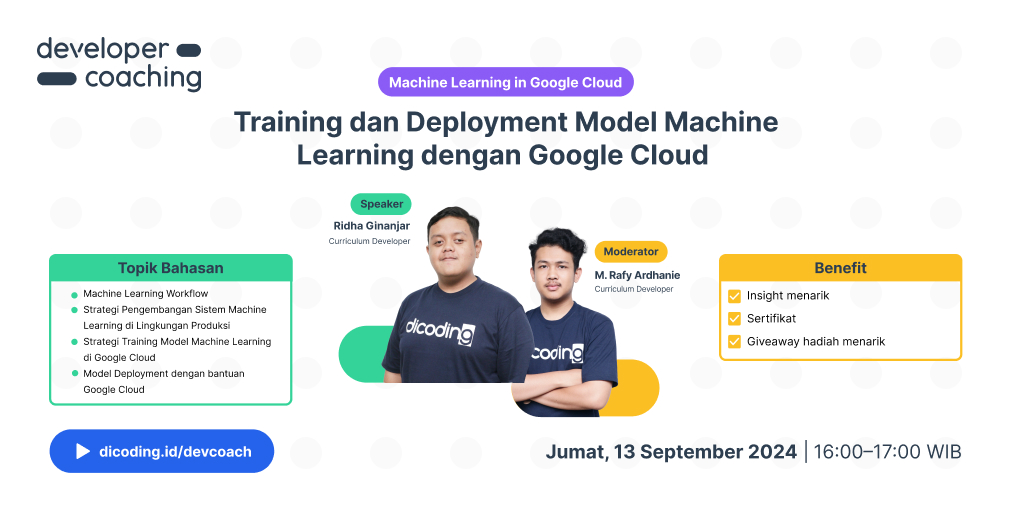 developer
coaching
Machine Learning in Google Cloud
Training dan Deployment Model Machine
Learning dengan Google Cloud
Speaker
Ridha Ginanjar
Curriculum Developer
Moderator
M. Rafy Ardhanie
Curriculum Developer
dicoding
coding
Topik Bahasan
Machine Learning Workflow
Strategi Pengembangan Sistem Machine
Learning di Lingkungan Produksi
Strategi Training Model Machine Learning
di Google Cloud
Model Deployment dengan bantuan
Google Cloud
Benefit
Insight menarik
Sertifikat
Giveaway hadiah menarik
dicoding.id/devcoach
Jumat, 13 September 2024 | 16:00–17:00 WIB